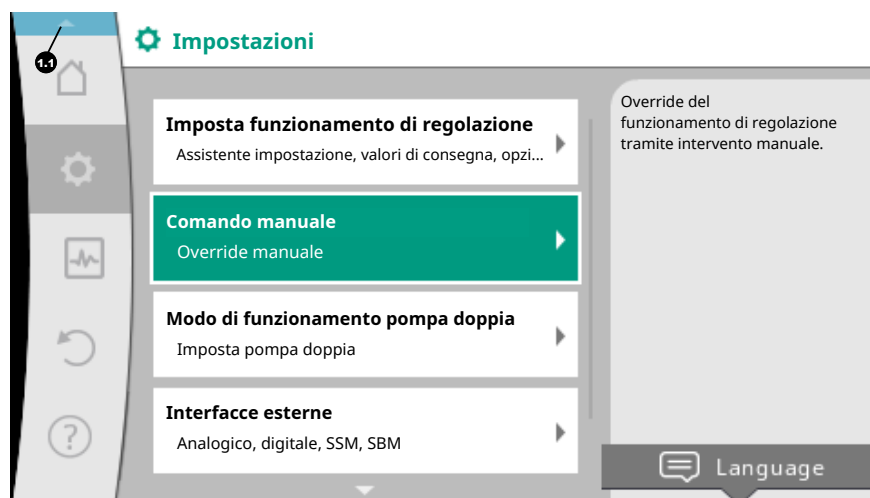 Impostazioni
1.1
Imposta funzionamento di regolazione
Assistente impostazione, valori di consegna, opzi...
Comando manuale
Override manuale
Modo di funzionamento pompa doppia
Imposta pompa doppia
Interfacce esterne
Analogico, digitale, SSM, SBM
?
Override del
funzionamento di regolazione
tramite intervento manuale.
Language